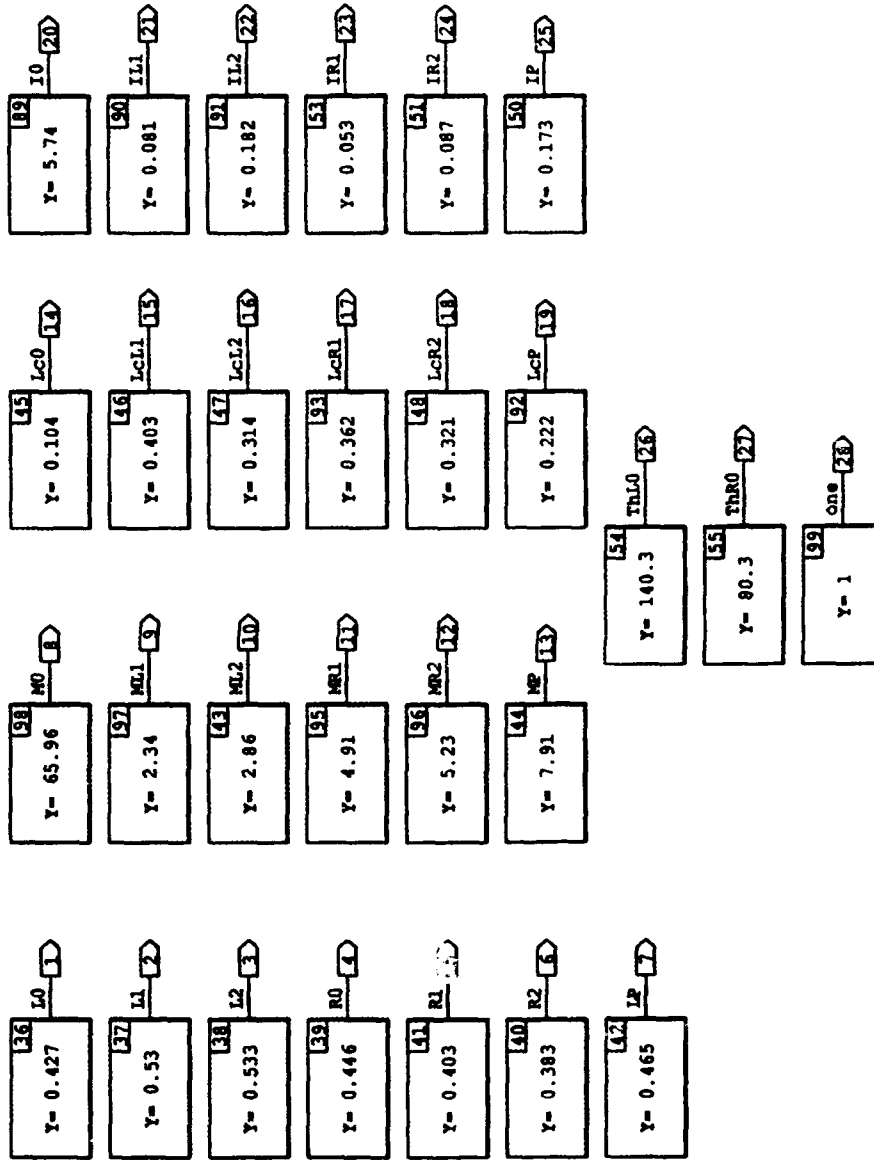 36 Y= 0.427 L0 1
37 Y= 0.53 L1 2
38 Y= 0.533 L2 3
39 Y= 0.446 R0 4
41 Y= 0.403 R1
40 Y= 0.383 R2 6
42 Y= 0.465 LP 7
98 Y= 65.96 M0 8
97 Y= 2.34 ML1 9
43 Y= 2.86 ML2 10
95 Y= 4.91 MR1 11
96 Y= 5.23 MR2 12
44 Y= 7.91 MP 13
45 Y= 0.104 Lc0 14
46 Y= 0.403 LcL1 15
47 Y= 0.314 LcL2 16
93 Y= 0.362 LcR1 17
48 Y= 0.321 LcR2 18
92 Y= 0.222 LcP 19
89 Y= 5.74 I0 20
90 Y= 0.081 IL1 21
91 Y= 0.182 IL2 22
53 Y= 0.053 IR1 23
51 Y= 0.087 IR2 24
50 Y= 0.173 IP 25
54 Y= 140.3 ThL0 26
55 Y= 80.3 ThR0 27
99 Y= 1 one 28